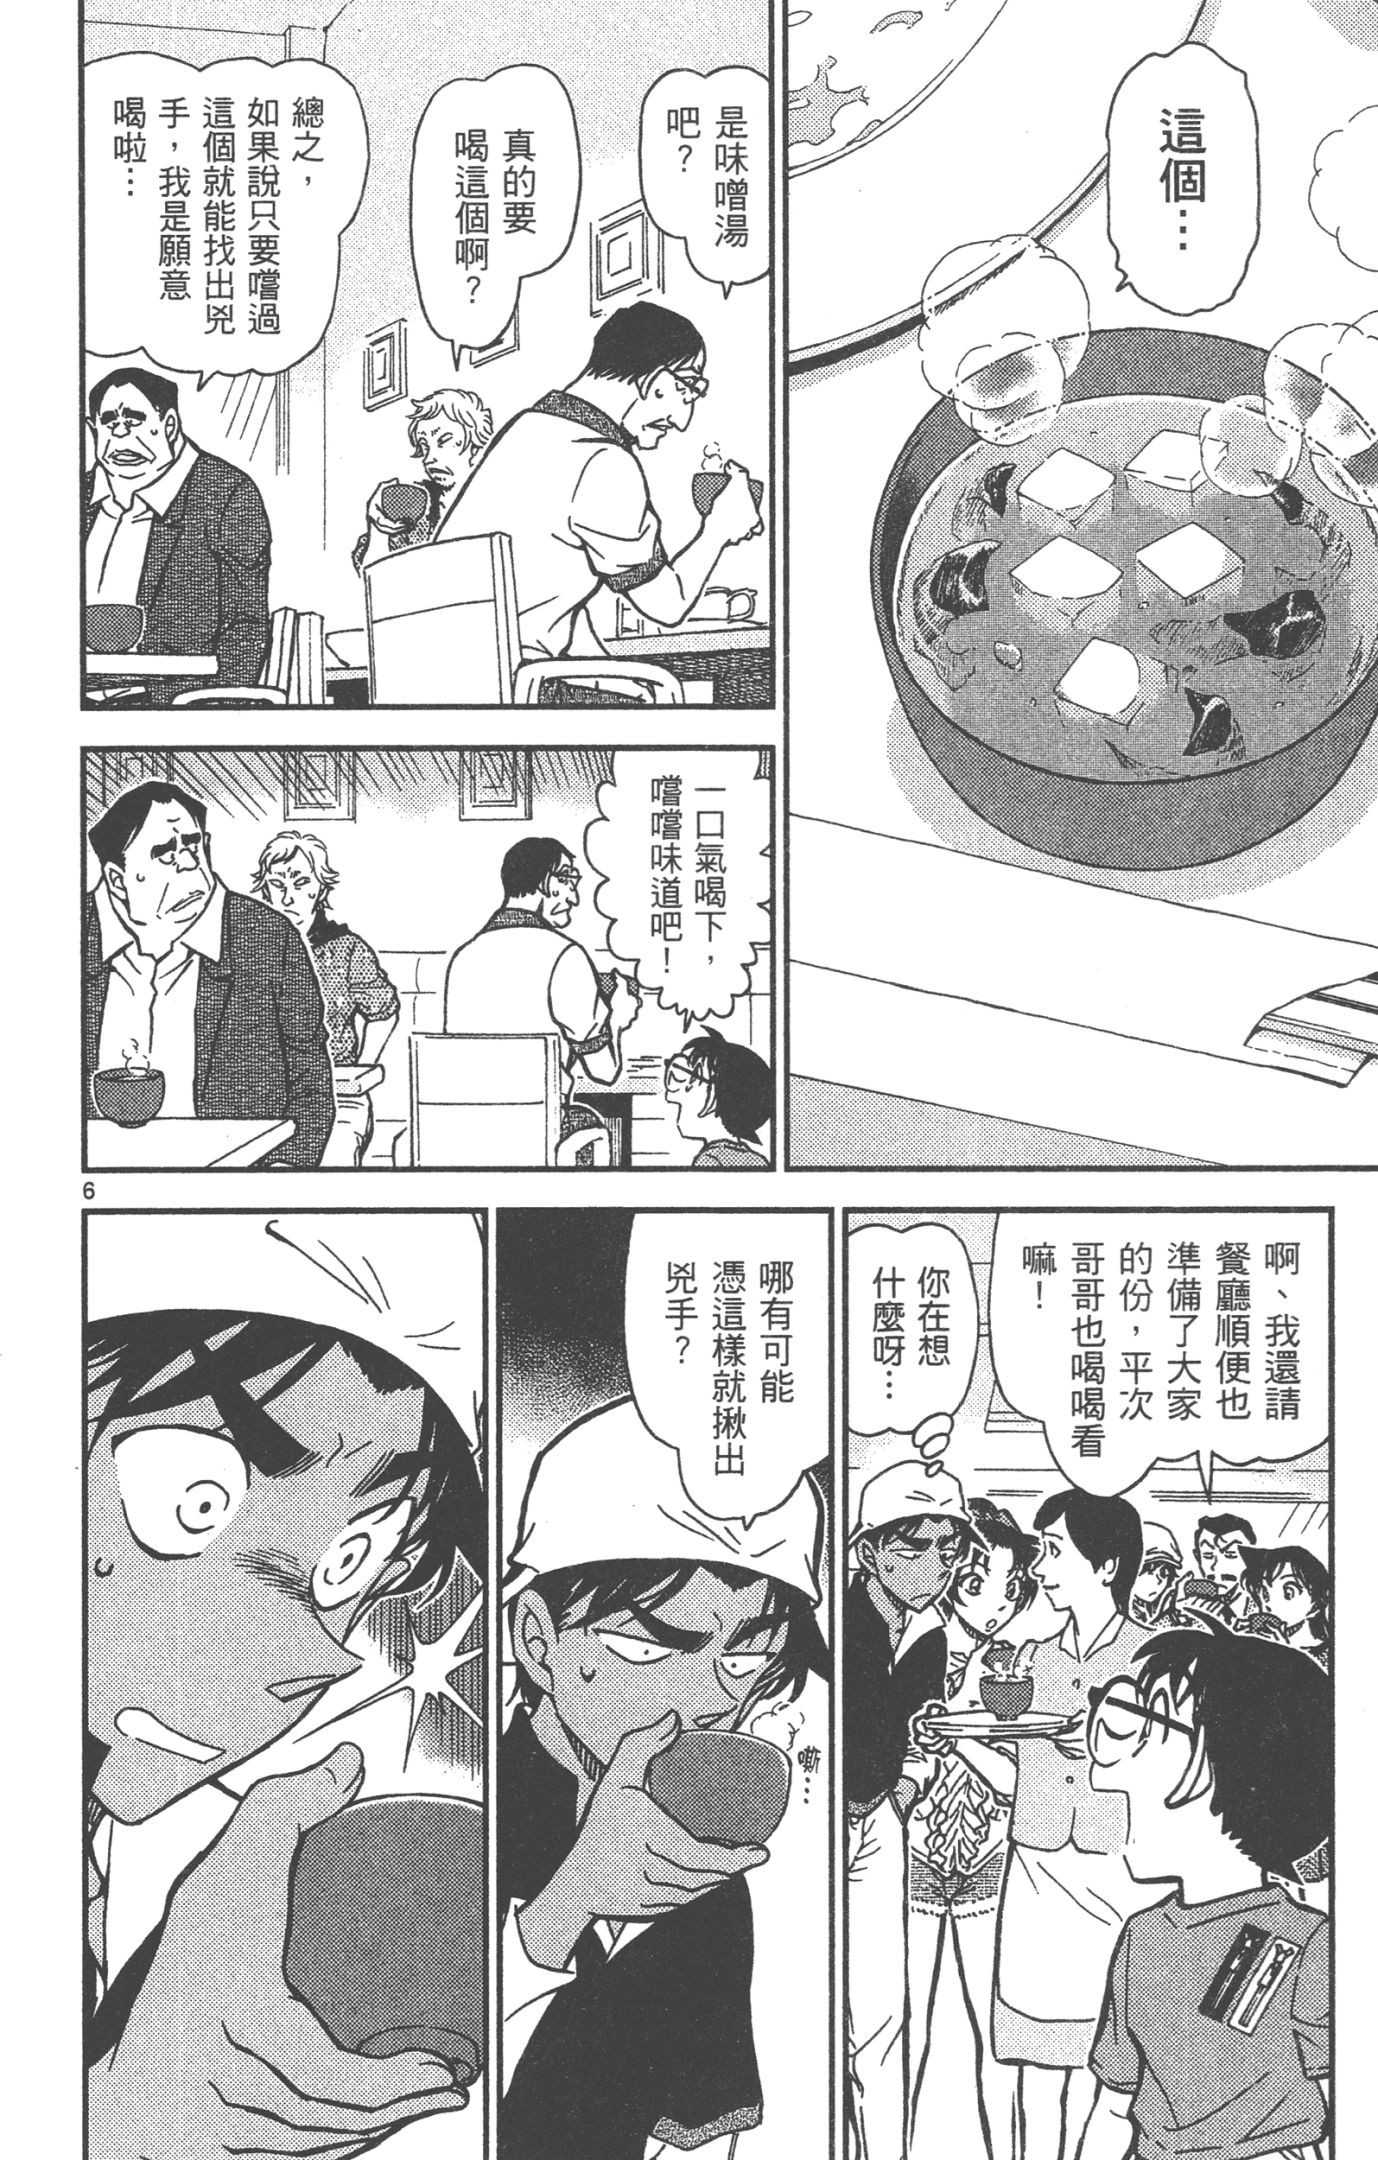 這個…
是味噌湯
吧？
真的要
喝這個啊？
總之，
如果說只要嚐過
這個就能找出兇
手，我是願意
喝啦…
一口氣喝下，
嚐嚐味道吧！
6
啊、我還請
餐廳順便也
準備了大家
的份，平次
哥哥也喝喝看
嘛！
你在想
什麼呀…
哪有可能
憑這樣就揪出
兇手？
嘶…